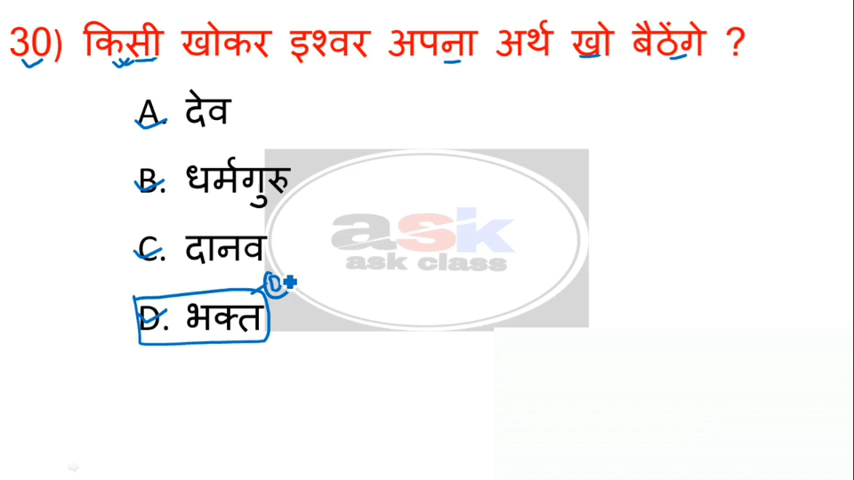 30) किसी खोकर इश्वर अपना अर्थ खो बैठेंगे ?
A. देव
B. धर्मगुरु
C. दानव
D. भक्त
D
ask
ask class